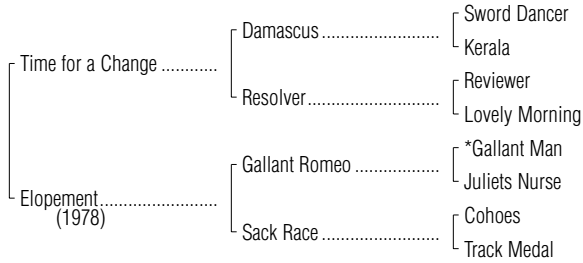 Sword Dancer
Damascus
Kerala
Time for a Change
Reviewer
Resolver
Lovely Morning
*Gallant Man
Gallant Romeo
Juliets Nurse
Elopement
(1978)
Cohoes
Sack Race
Track Medal